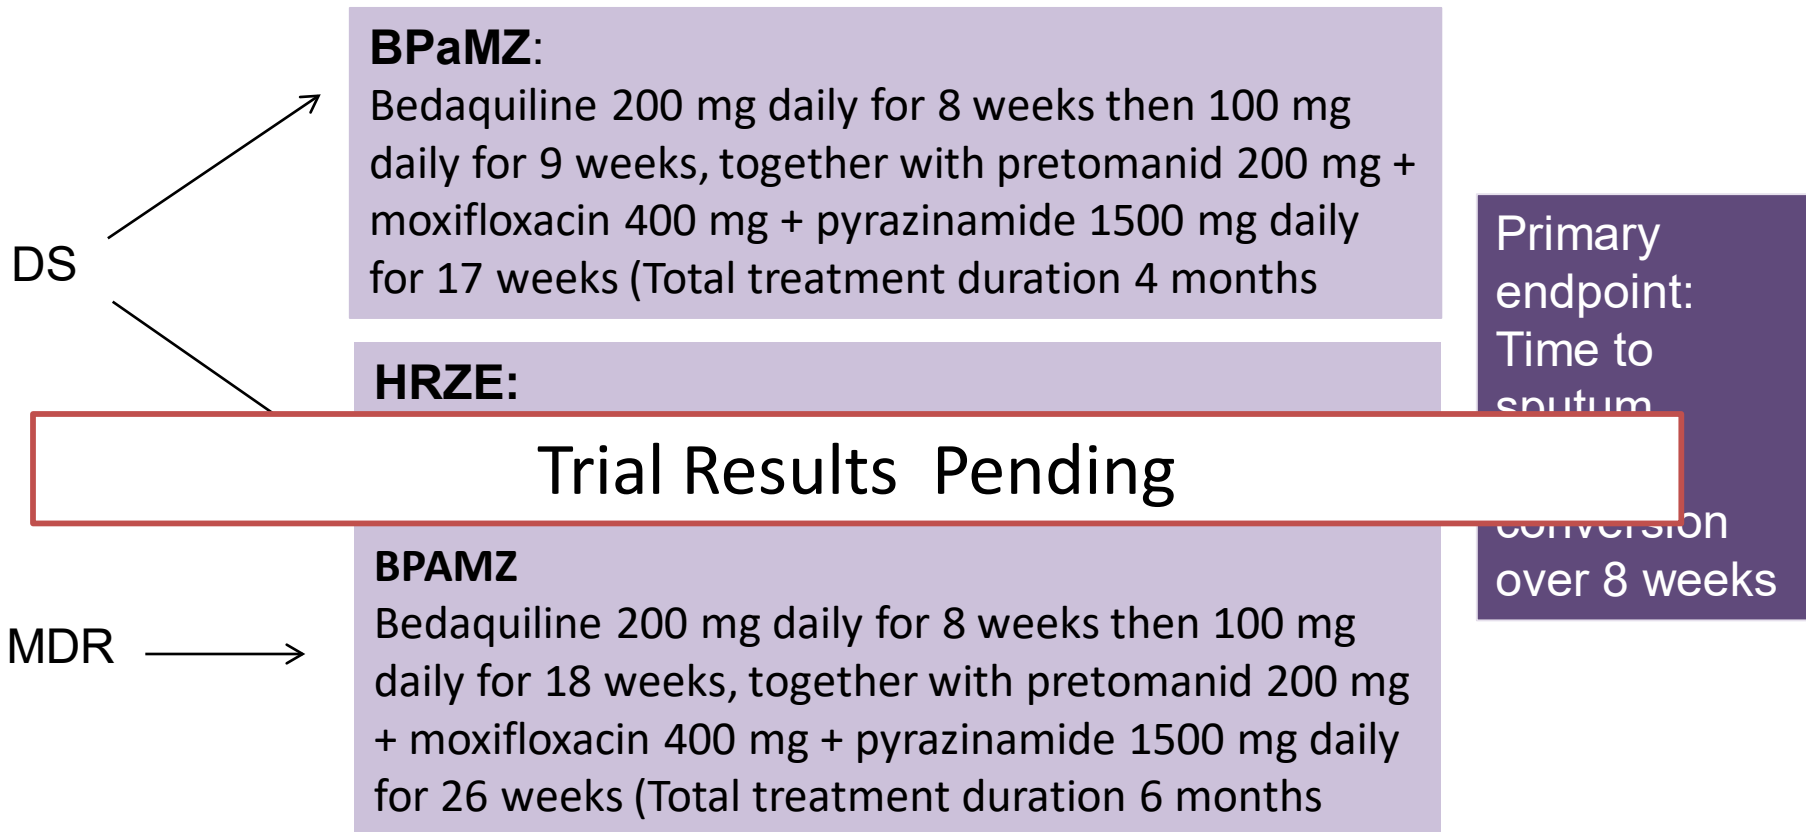 BPaMZ:
Bedaquiline 200 mg daily for 8 weeks then 100 mg
daily for 9 weeks, together with pretomanid 200 mg +
moxifloxacin 400 mg + pyrazinamide 1500 mg daily
for 17 weeks (Total treatment duration 4 months
DS
HRZE:
Trial Results  Pending
MDR
BPAMZ
Bedaquiline 200 mg daily for 8 weeks then 100 mg
daily for 18 weeks, together with pretomanid 200 mg
+ moxifloxacin 400 mg + pyrazinamide 1500 mg daily
for 26 weeks (Total treatment duration 6 months
Primary
endpoint:
Time to
sputum
conversion
over 8 weeks